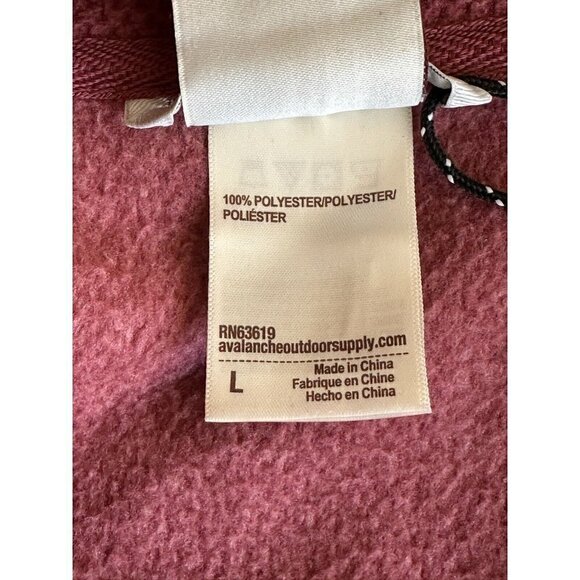 100% POLYESTER/POLYESTER/
POLIÉSTER
RN63619
avalancheoutdoorsupply.com
L
Made in China
Fabrique en Chine
Hecho en China